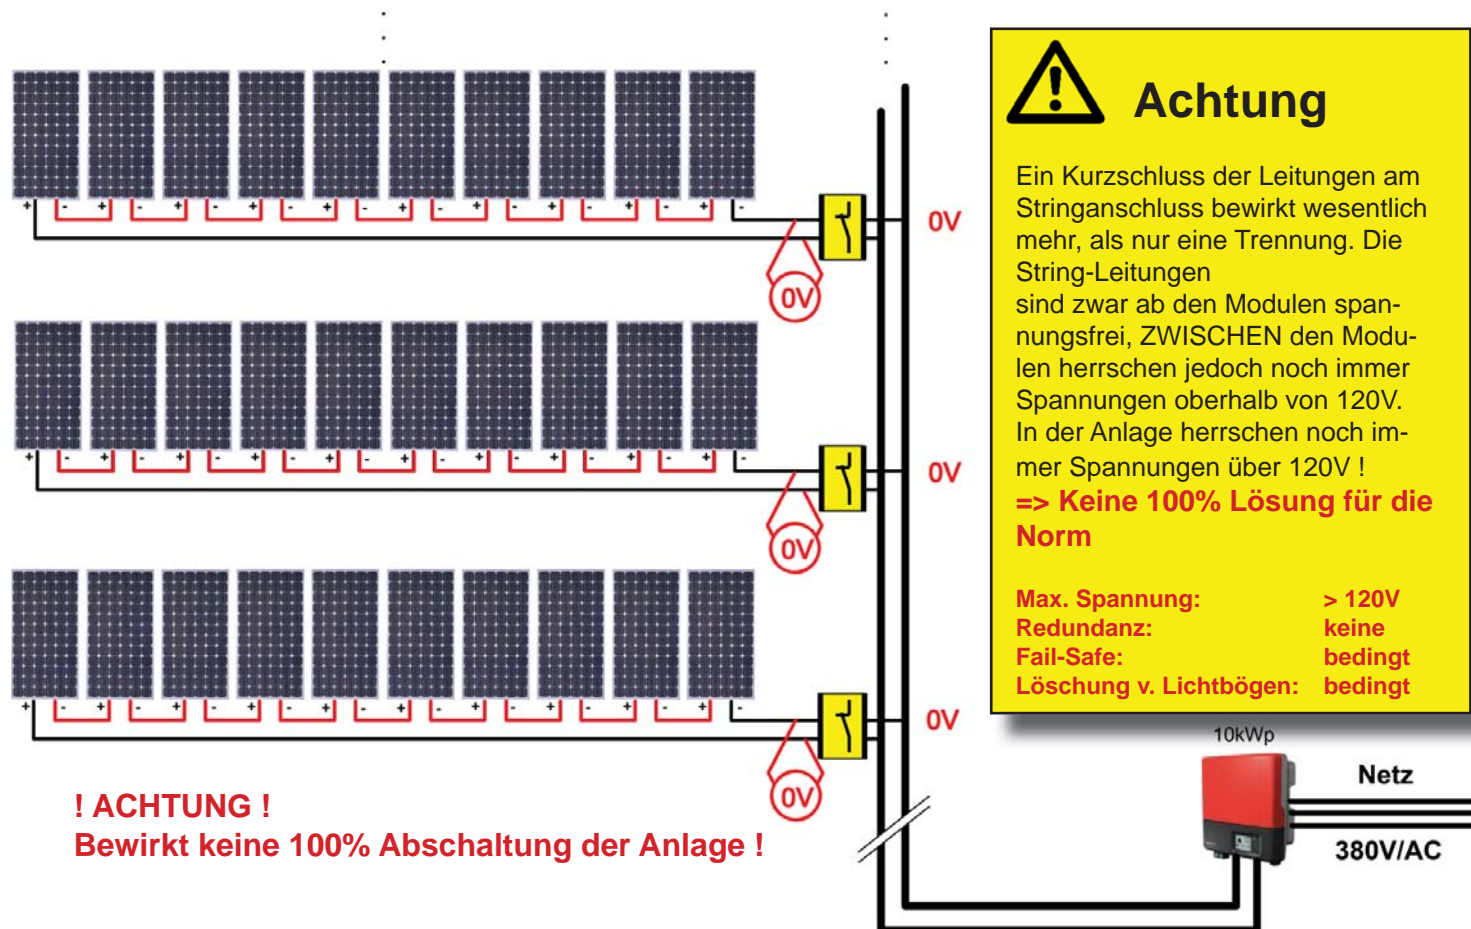 Achtung
Ein Kurzschluss der Leitungen am
Stringanschluss bewirkt wesentlich
mehr, als nur eine Trennung. Die
String-Leitungen
sind zwar ab den Modulen span-
nungsfrei, ZWISCHEN den Modu-
len herrschen jedoch noch immer
Spannungen oberhalb von 120V.
In der Anlage herrschen noch im-
mer Spannungen über 120V !
=> Keine 100% Lösung für die
Norm
Max. Spannung: > 120V
Redundanz: keine
Fail-Safe: bedingt
Löschung v. Lichtbögen: bedingt
+ - + - + - + - + - + - + - + - + - + -
0V
0V
+ - + - + - + - + - + - + - + - + - + -
0V
0V
+ - + - + - + - + - + - + - + - + - + -
0V
0V
10kWp
Netz
380V/AC
! ACHTUNG !
Bewirkt keine 100% Abschaltung der Anlage !